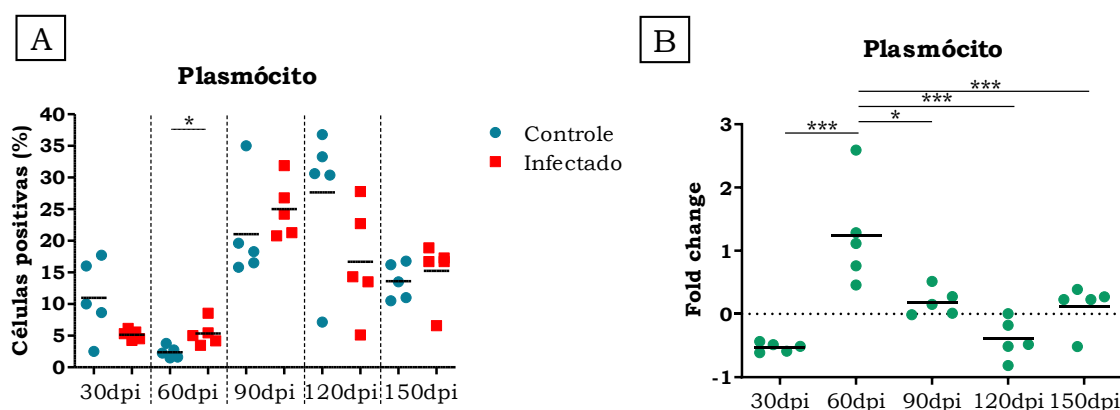 A
Plasmócito
Células positivas (%)
40
35
30
25
20
15
10
5
0
*
30dpi 60dpi 90dpi 120dpi 150dpi
Controle
Infectado
B
Plasmócito
Fold change
3
2
1
0
-1
***
***
*** *
30dpi 60dpi 90dpi 120dpi 150dpi